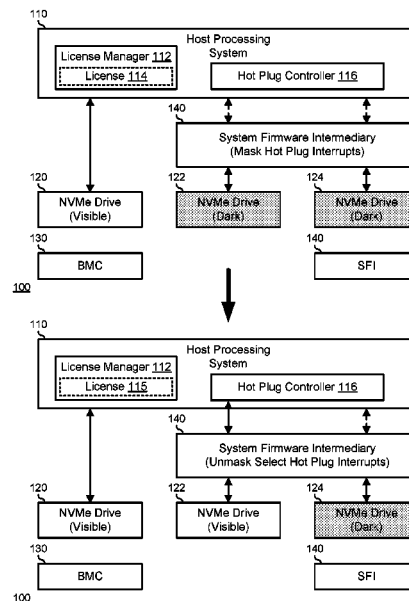 110
Host Processing
System
License Manager 112
License 114
Hot Plug Controller 116
140
System Firmware Intermediary
(Mask Hot Plug Interrupts)
120
NVMe Drive
(Visible)
122
NVMe Drive
(Dark)
124
NVMe Drive
(Dark)
130
BMC
140
SFI
100
110
Host Processing
System
License Manager 112
License 115
Hot Plug Controller 116
140
System Firmware Intermediary
(Unmask Select Hot Plug Interrupts)
120
NVMe Drive
(Visible)
122
NVMe Drive
(Visible)
124
NVMe Drive
(Dark)
130
BMC
140
SFI
100